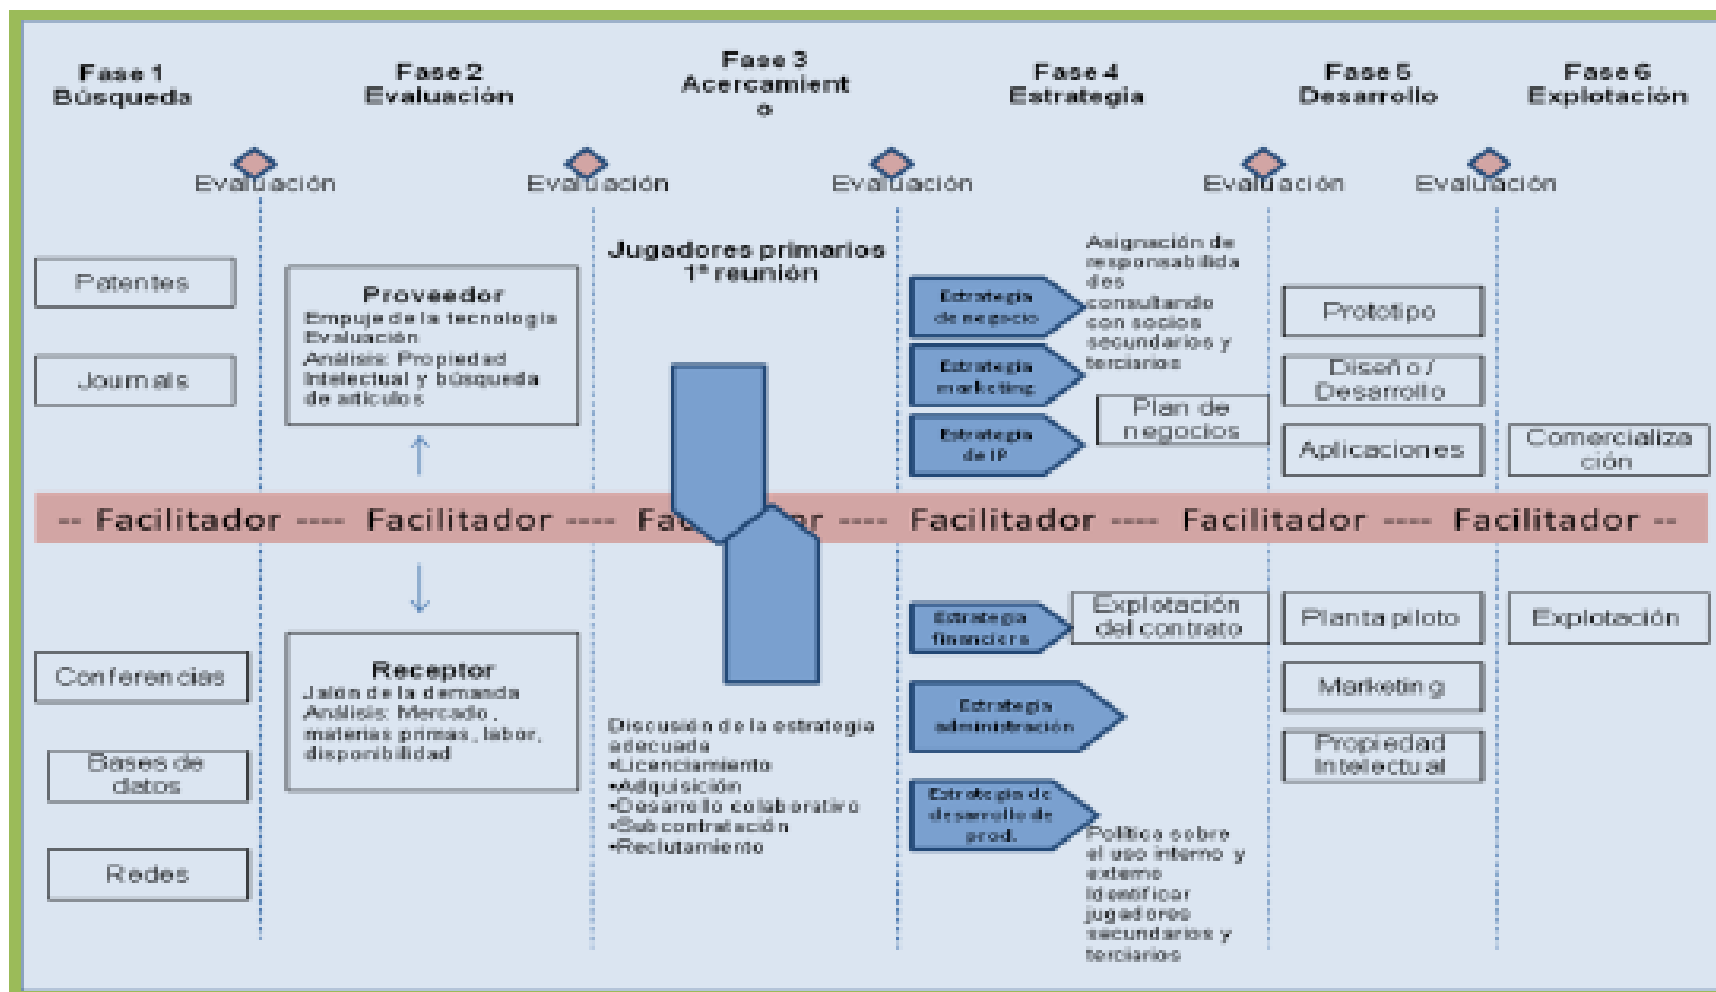 Fase 1
Búsqueda
Fase 2
Evaluación
Fase 3
Acercamient
o
Fase 4
Estrategia
Fase 5
Desarrollo
Fase 6
Explotación
Evaluación
Evaluación
Evaluación
Evaluación
Evaluación
Patentes
Journals
Proveedor
Empuje de la tecnología
Evaluación
Análisis: Propiedad
Intelectual y búsqueda
de artículos
Jugadores primarios
1ª reunión
Estrategia
de negocio
Estrategia
marketing
Estrategia
de IP
Asignación de
responsabilida
des
consultando
con socios
secundarios y
terciarios
Plan de
negocios
Prototipo
Diseño /
Desarrollo
Aplicaciones
Comercializa
ción
-- Facilitador ---- Facilitador ---- Fac or ---- Facilitador ---- Facilitador ---- Facilitador --
Conferencias
Bases de
datos
Redes
Receptor
Jalón de la demanda
Análisis: Mercado,
materias primas, labor,
disponibilidad
Discusión de la estrategia
adecuada
•Licenciamiento
•Adquisición
•Desarrollo colaborativo
•Subcontratación
•Reclutamiento
Estrategia
financiera
Estrategia
administración
Estrategia de
desarrollo de
prod.
Explotación
del contrato
Política sobre
el uso interno y
externo
Identificar
jugadores
secundarios y
terciarios
Planta piloto
Marketing
Propiedad
Intelectual
Explotación